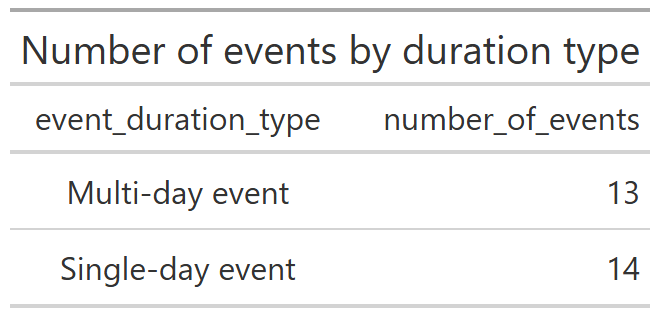 Number of events by duration type
event_duration_type number_of_events
Multi-day event 13
Single-day event 14